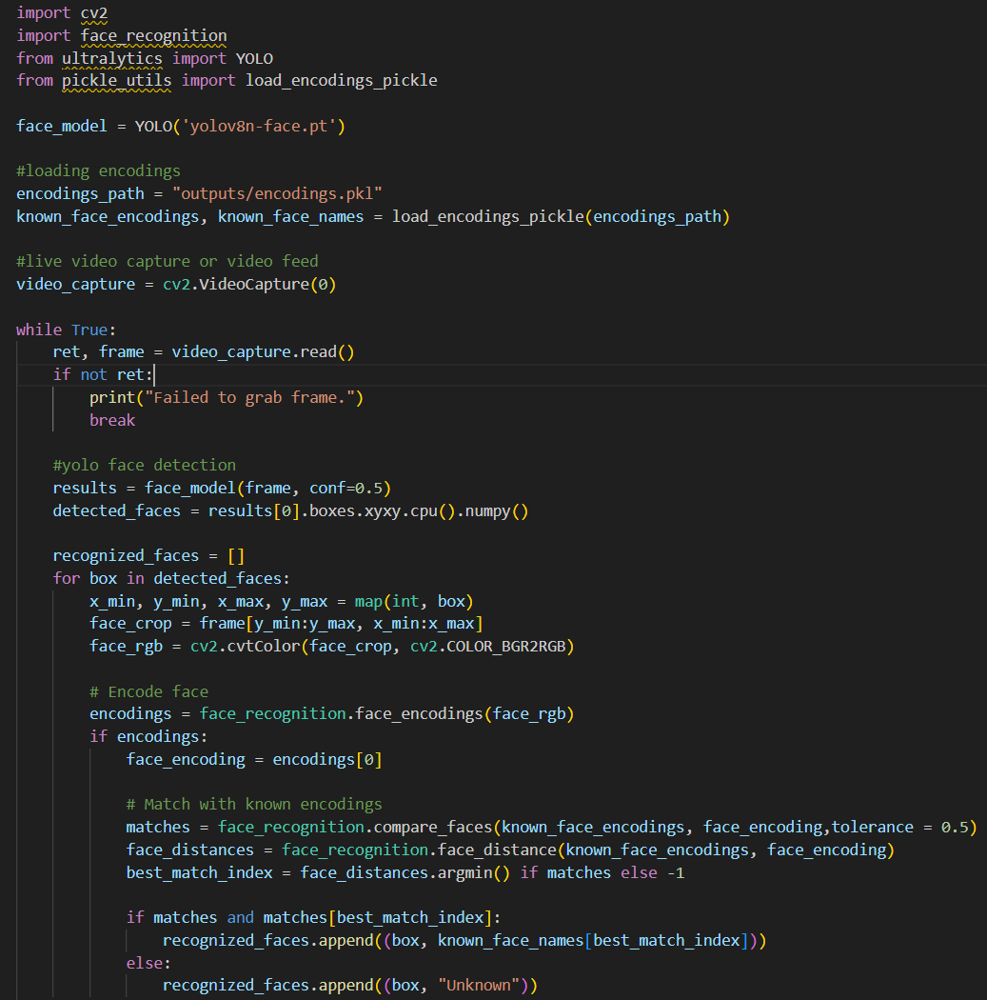 import cv2
import face_recognition
from ultralytics import YOLO
from pickle_utils import load_encodings_pickle

face_model = YOLO('yolov8n-face.pt')

#loading encodings
encodings_path = "outputs/encodings.pkl"
known_face_encodings, known_face_names = load_encodings_pickle(encodings_path)

#live video capture or video feed
video_capture = cv2.VideoCapture(0)

while True:
    ret, frame = video_capture.read()
    if not ret:
        print("Failed to grab frame.")
        break

    #yolo face detection
    results = face_model(frame, conf=0.5)
    detected_faces = results[0].boxes.xyxy.cpu().numpy()

    recognized_faces = []
    for box in detected_faces:
        x_min, y_min, x_max, y_max = map(int, box)
        face_crop = frame[y_min:y_max, x_min:x_max]
        face_rgb = cv2.cvtColor(face_crop, cv2.COLOR_BGR2RGB)

        # Encode face
        encodings = face_recognition.face_encodings(face_rgb)
        if encodings:
            face_encoding = encodings[0]

            # Match with known encodings
            matches = face_recognition.compare_faces(known_face_encodings, face_encoding,tolerance = 0.5)
            face_distances = face_recognition.face_distance(known_face_encodings, face_encoding)
            best_match_index = face_distances.argmin() if matches else -1

            if matches and matches[best_match_index]:
                recognized_faces.append((box, known_face_names[best_match_index]))
            else:
                recognized_faces.append((box, "Unknown"))